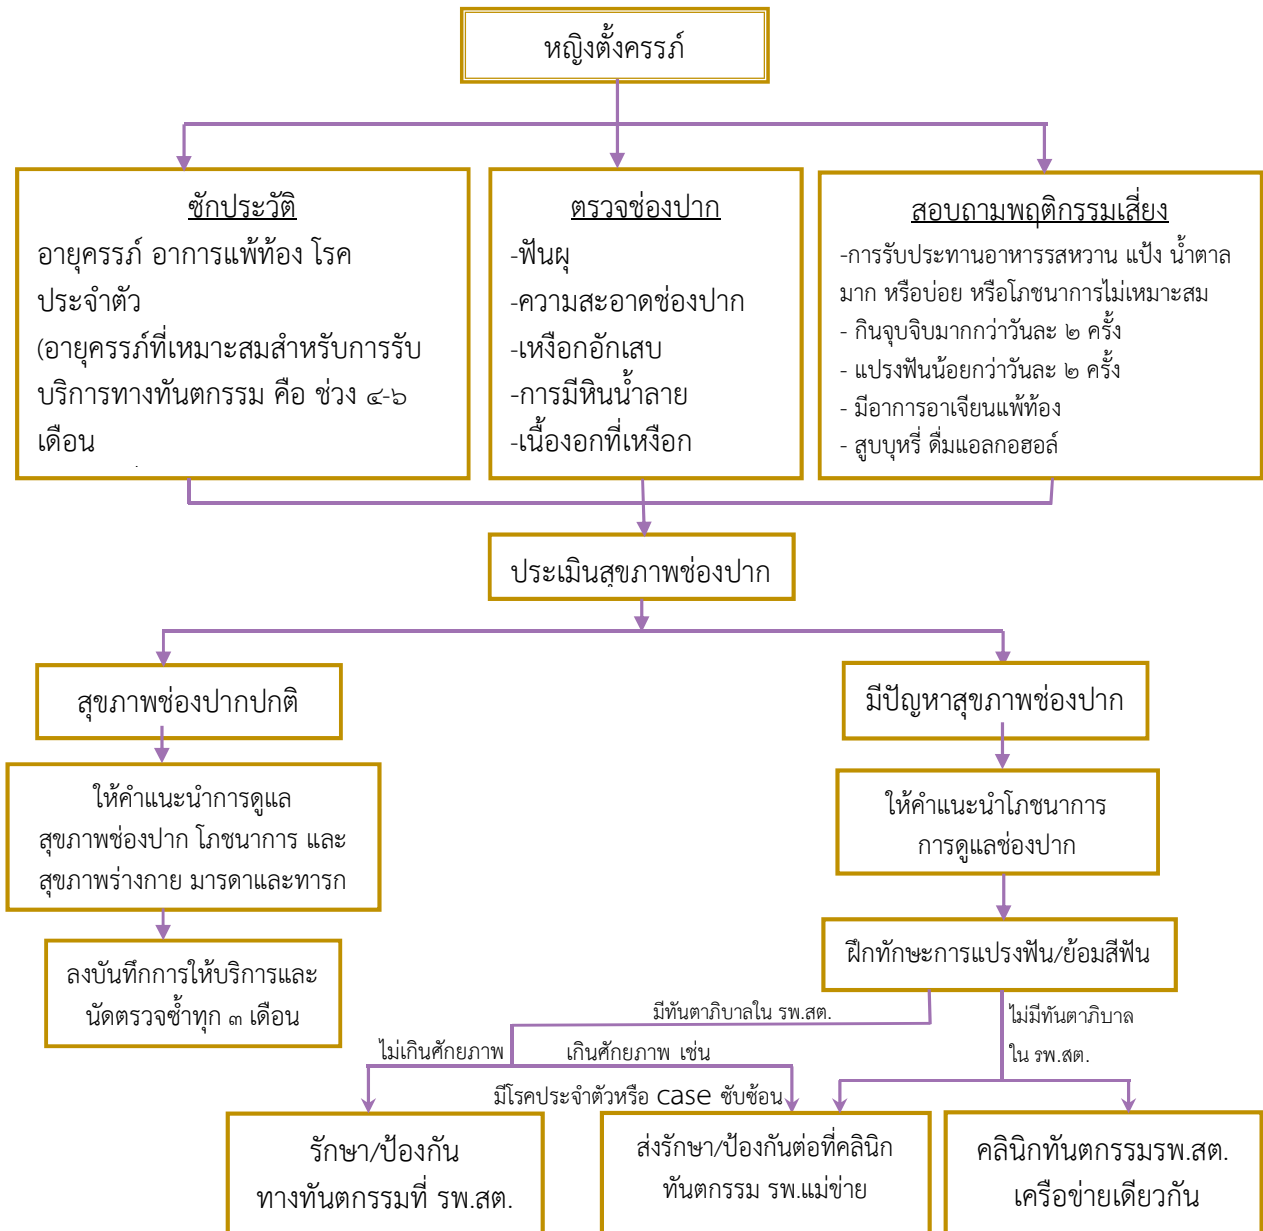 หญิงตั้งครรภ์
ซักประวัติ
อายุครรภ์ อาการแพ้ท้อง โรค
ประจำตัว
(อายุครรภ์ที่เหมาะสมสำหรับการรับ
บริการทางทันตกรรม คือ ช่วง ๔-๖
เดือน
ตรวจช่องปาก
-ฟันผุ
-ความสะอาดช่องปาก
-เหงือกอักเสบ
-การมีหินน้ำลาย
-เนื้องอกที่เหงือก
สอบถามพฤติกรรมเสี่ยง
-การรับประทานอาหารรสหวาน แป้ง น้ำตาล
มาก หรือบ่อย หรือโภชนาการไม่เหมาะสม
- กินจุบจิบมากกว่าวันละ ๒ ครั้ง
- แปรงฟันน้อยกว่าวันละ ๒ ครั้ง
- มีอาการอาเจียนแพ้ท้อง
- สูบบุหรี่ ดื่มแอลกอฮอล์
ประเมินสุขภาพช่องปาก
สุขภาพช่องปากปกติ
มีปัญหาสุขภาพช่องปาก
ให้คำแนะนำการดูแล
สุขภาพช่องปาก โภชนาการ และ
สุขภาพร่างกาย มารดาและทารก
ให้คำแนะนำโภชนาการ
การดูแลช่องปาก
ลงบันทึกการให้บริการและ
นัดตรวจซ้ำทุก ๓ เดือน
ฝึกทักษะการแปรงฟัน/ย้อมสีฟัน
มีทันตาภิบาลใน รพ.สต.
ไม่มีทันตาภิบาล
ใน รพ.สต.
ไม่เกินศักยภาพ
เกินศักยภาพ เช่น
มีโรคประจำตัวหรือ case ซับซ้อน
รักษา/ป้องกัน
ทางทันตกรรมที่ รพ.สต.
ส่งรักษา/ป้องกันต่อที่คลินิก
ทันตกรรม รพ.แม่ข่าย
คลินิกทันตกรรมรพ.สต.
เครือข่ายเดียวกัน